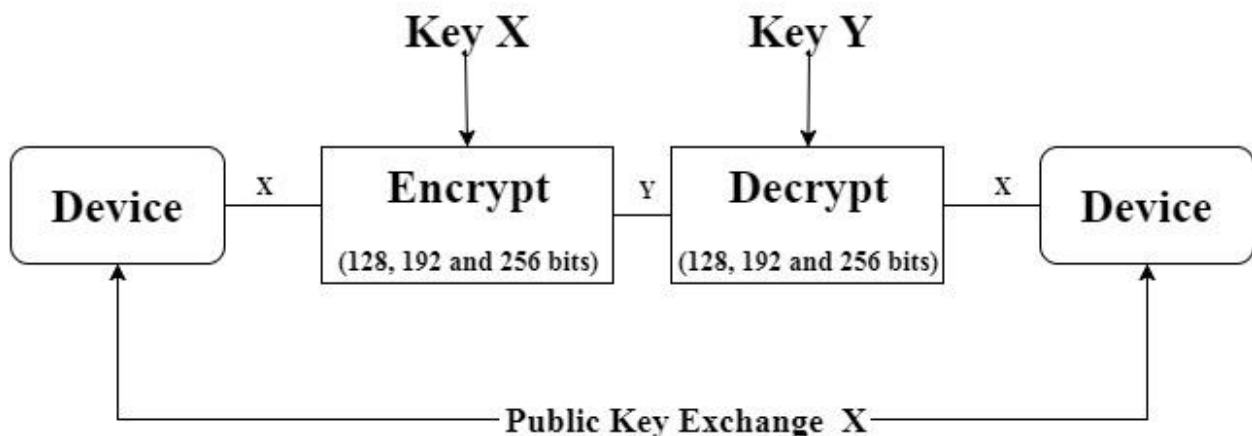 Key X
Key Y
Device
X
Encrypt
(128, 192 and 256 bits)
Y
Decrypt
(128, 192 and 256 bits)
X
Device
Public Key Exchange X